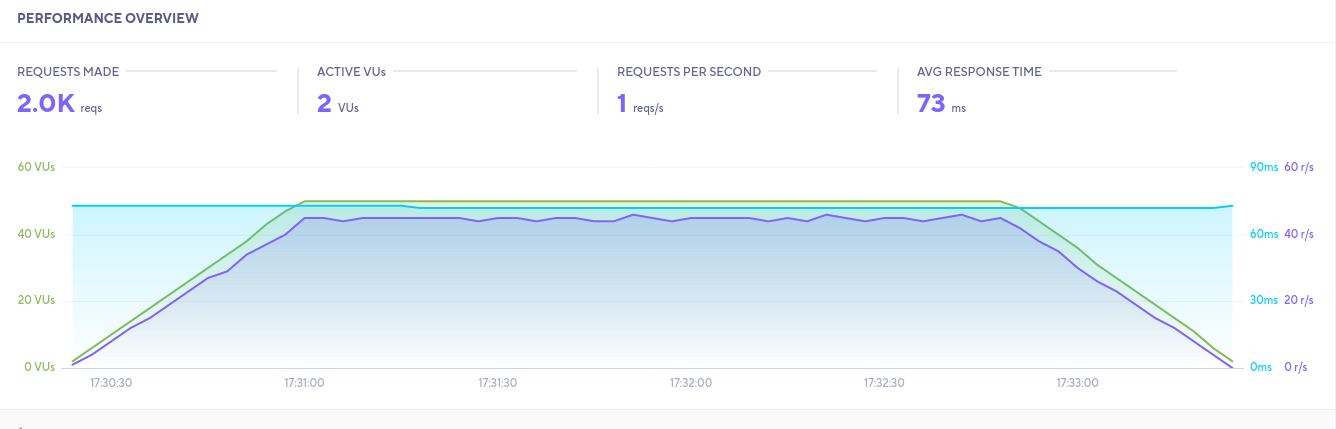 PERFORMANCE OVERVIEW
REQUESTS MADE
2.0K reqs
ACTIVE VUs
2 VUs
REQUESTS PER SECOND
1 reqs/s
AVG RESPONSE TIME
73 ms
60 VUs
40 VUs
20 VUs
0 VUs
90ms 60 r/s
60ms 40 r/s
30ms 20 r/s
0ms 0 r/s
17:30:30 17:31:00 17:31:30 17:32:00 17:32:30 17:33:00